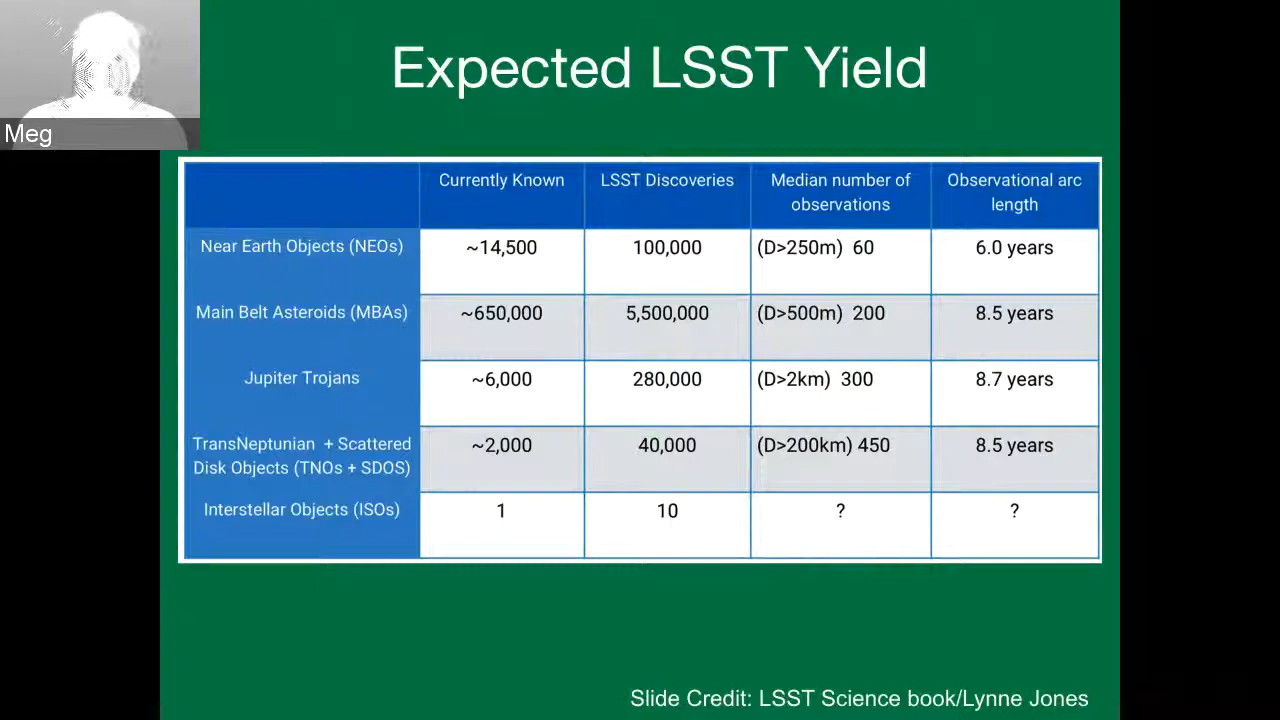 Meg
Expected LSST Yield
Currently Known
LSST Discoveries
Median number of
observations
Observational arc
length
Near Earth Objects (NEOs)
~14,500
100,000
(D>250m) 60
6.0 years
Main Belt Asteroids (MBAs)
~650,000
5,500,000
(D>500m) 200
8.5 years
Jupiter Trojans
~6,000
280,000
(D>2km) 300
8.7 years
TransNeptunian + Scattered
Disk Objects (TNOs + SDOS)
~2,000
40,000
(D>200km) 450
8.5 years
Interstellar Objects (ISOs)
1
10
?
?
Slide Credit: LSST Science book/Lynne Jones